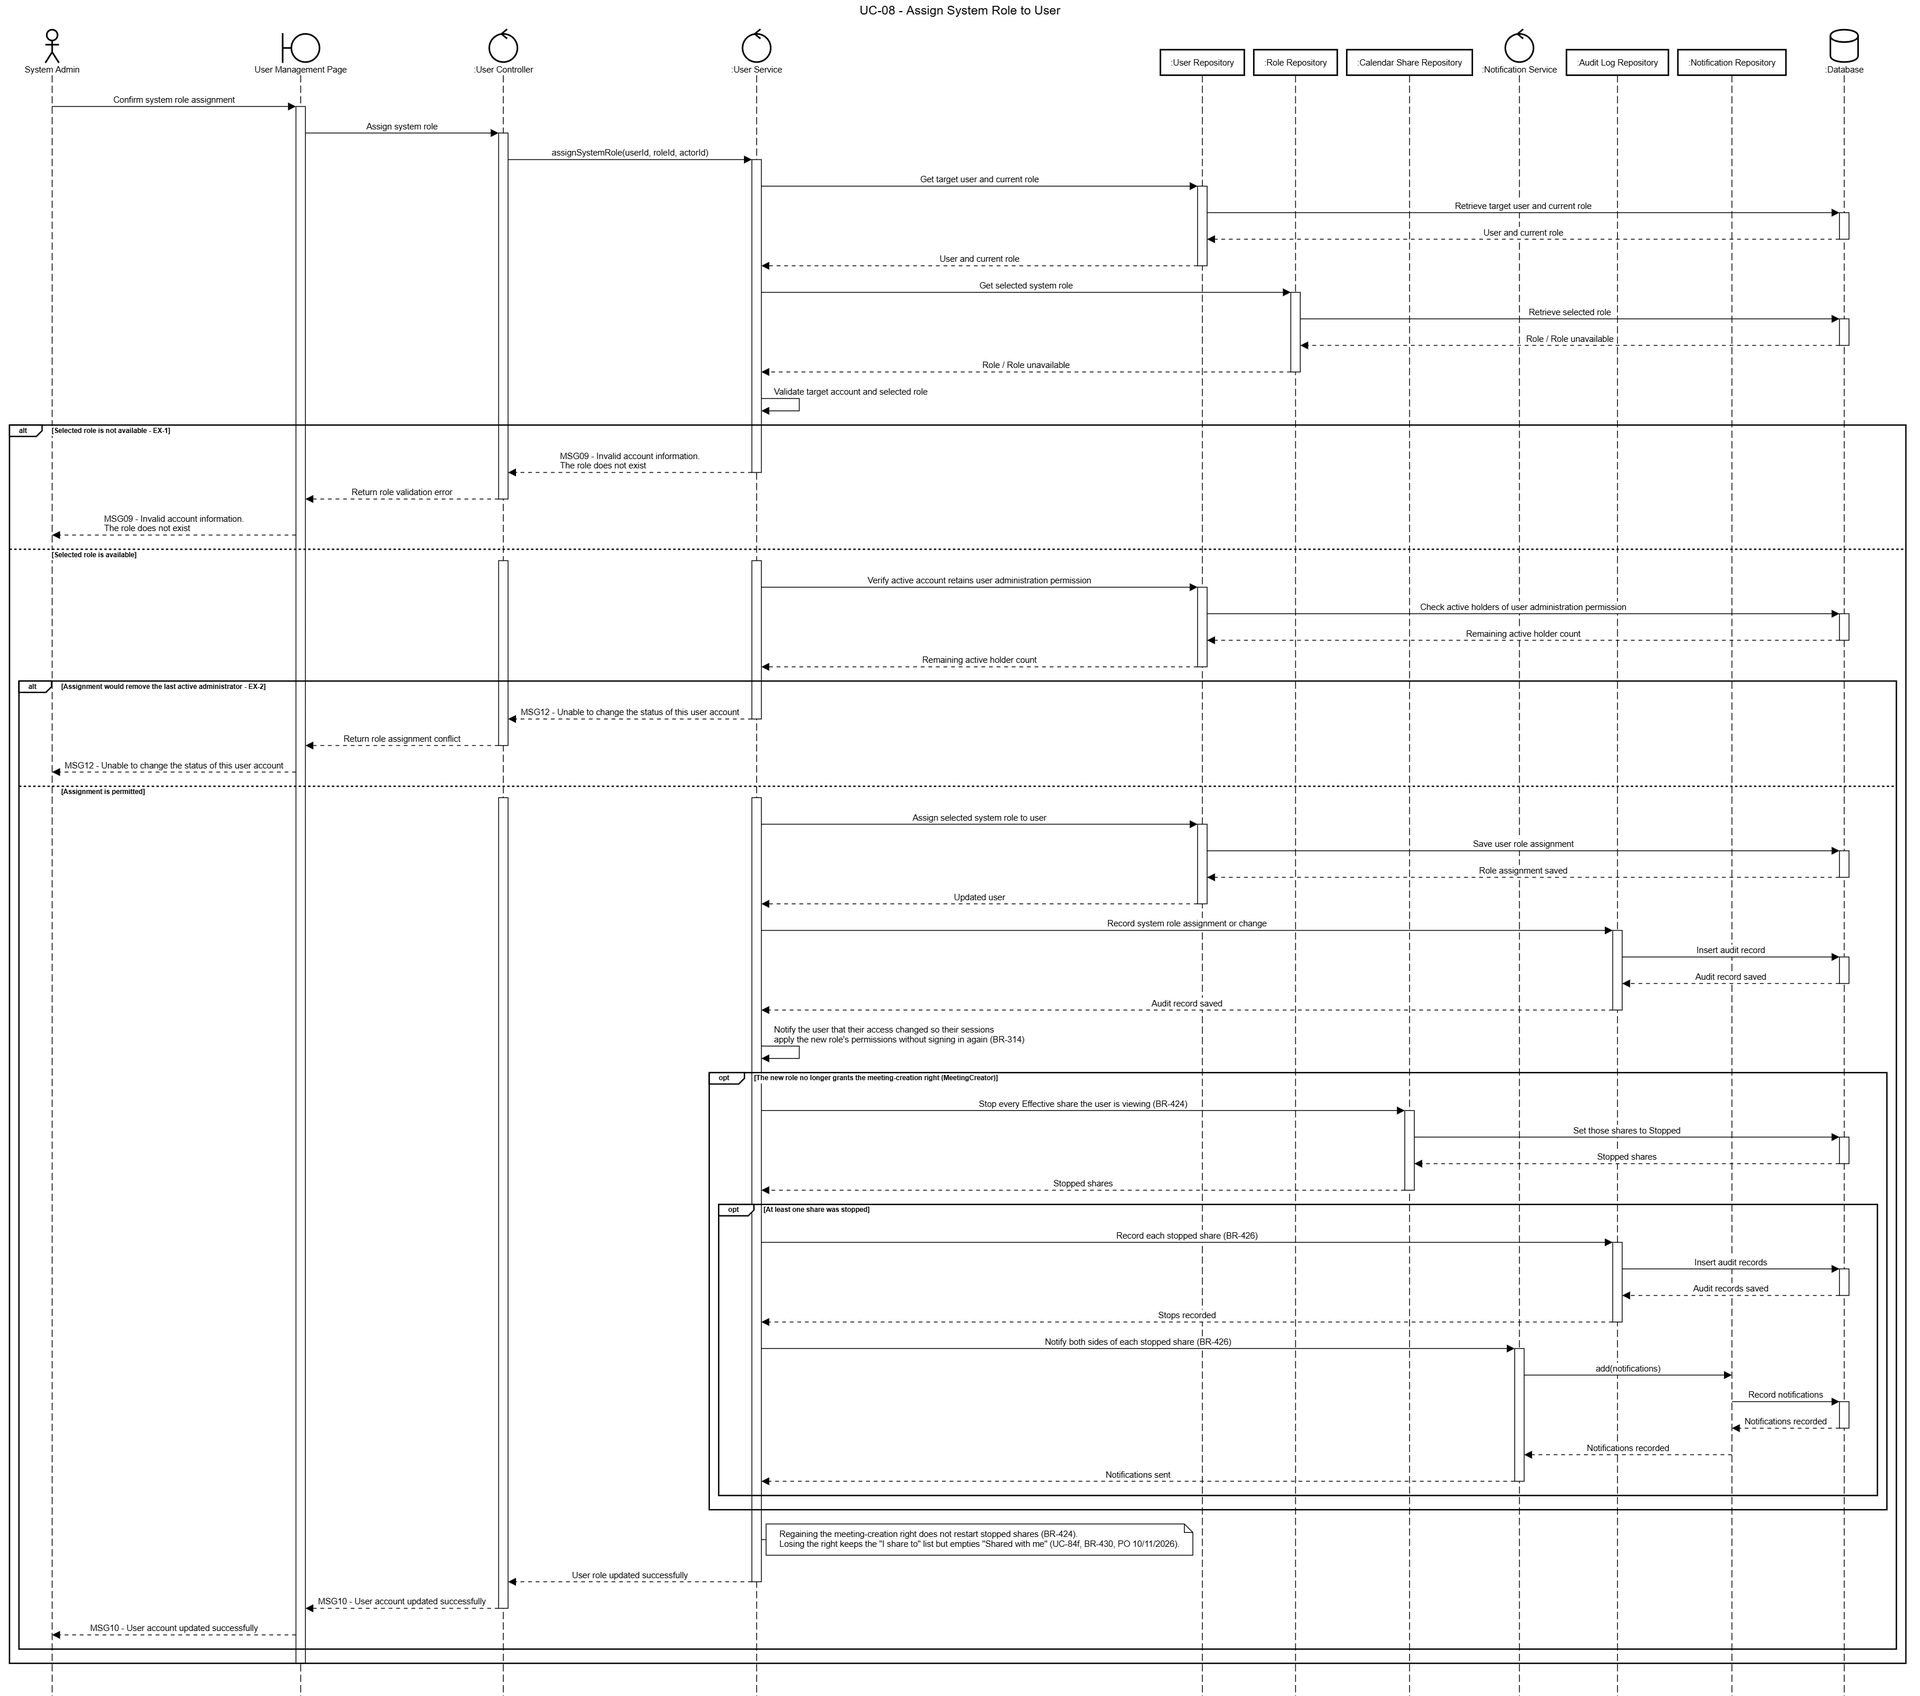 UC-08 - Assign System Role to User
System Admin
User Management Page
:User Controller
:User Service
:User Repository
:Role Repository
:Calendar Share Repository
:Notification Service
:Audit Log Repository
:Notification Repository
:Database
Confirm system role assignment
Assign system role
assignSystemRole(userId, roleId, actorId)
Get target user and current role
Retrieve target user and current role
User and current role
User and current role
Get selected system role
Retrieve selected role
Role / Role unavailable
Role / Role unavailable
Validate target account and selected role
alt
[Selected role is not available - EX-1]
MSG09 - Invalid account information.
The role does not exist
Return role validation error
MSG09 - Invalid account information.
The role does not exist
[Selected role is available]
Verify active account retains user administration permission
Check active holders of user administration permission
Remaining active holder count
Remaining active holder count
alt
[Assignment would remove the last active administrator - EX-2]
MSG12 - Unable to change the status of this user account
Return role assignment conflict
MSG12 - Unable to change the status of this user account
[Assignment is permitted]
Assign selected system role to user
Save user role assignment
Role assignment saved
Updated user
Record system role assignment or change
Insert audit record
Audit record saved
Audit record saved
Notify the user that their access changed so their sessions
apply the new role's permissions without signing in again (BR-314)
opt
[The new role no longer grants the meeting-creation right (MeetingCreator)]
Stop every Effective share the user is viewing (BR-424)
Set those shares to Stopped
Stopped shares
Stopped shares
opt
[At least one share was stopped]
Record each stopped share (BR-426)
Insert audit records
Audit records saved
Stops recorded
Notify both sides of each stopped share (BR-426)
add(notifications)
Record notifications
Notifications recorded
Notifications recorded
Notifications sent
Regaining the meeting-creation right does not restart stopped shares (BR-424).
Losing the right keeps the "I share to" list but empties "Shared with me" (UC-84f, BR-430, PO 10/11/2026).
User role updated successfully
MSG10 - User account updated successfully
MSG10 - User account updated successfully